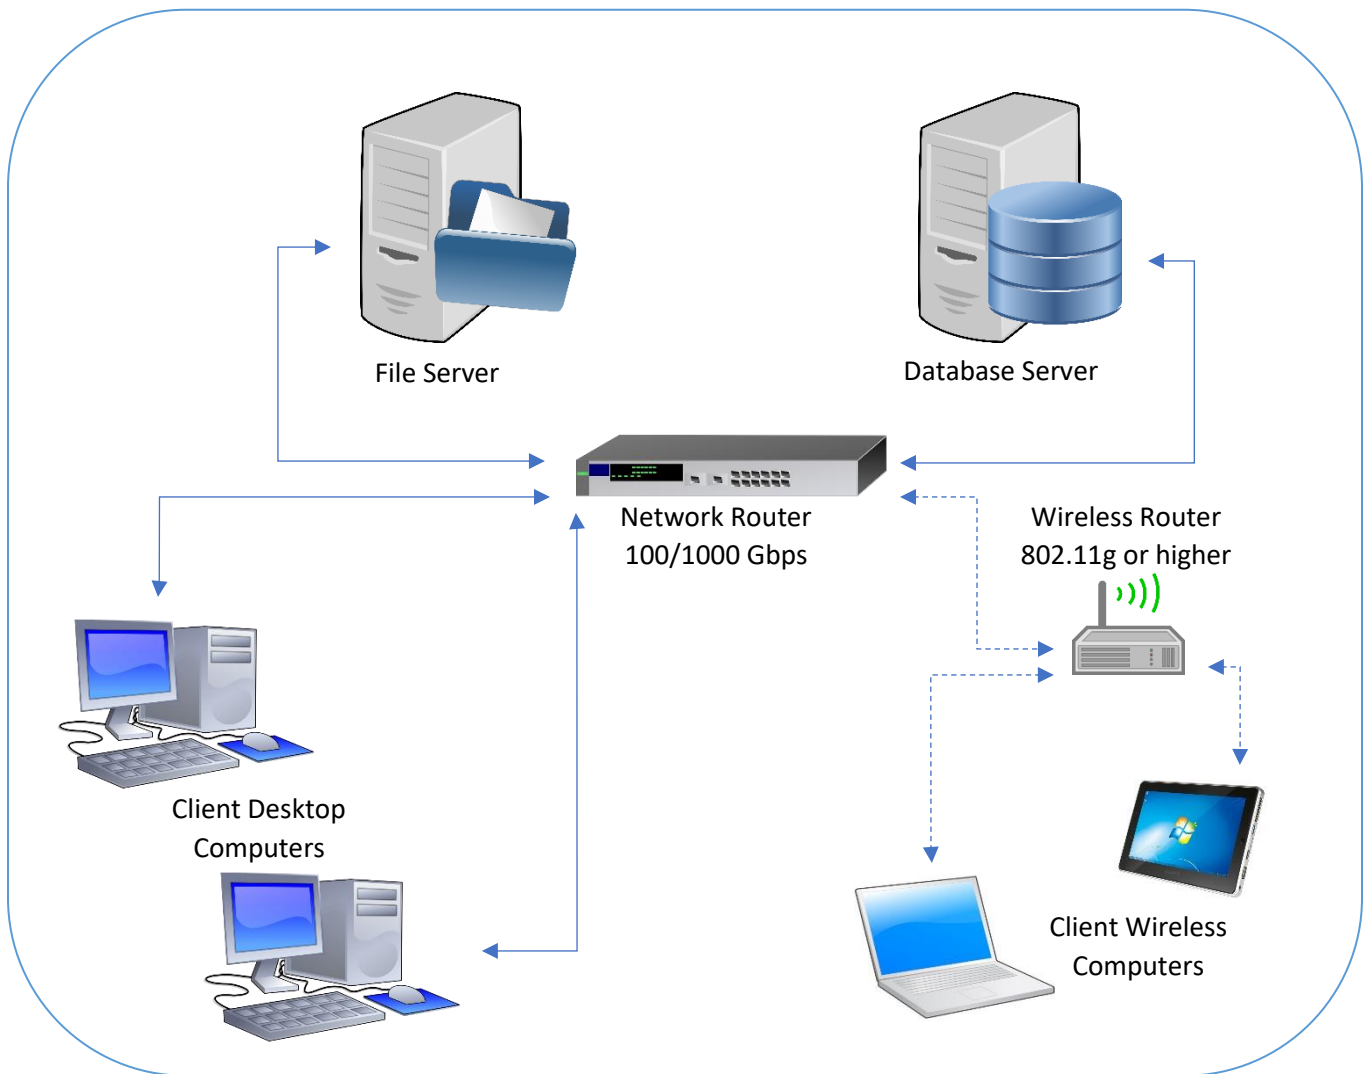 File Server
Database Server
Network Router
100/1000 Gbps
Wireless Router
802.11g or higher
Client Desktop
Computers
Client Wireless
Computers